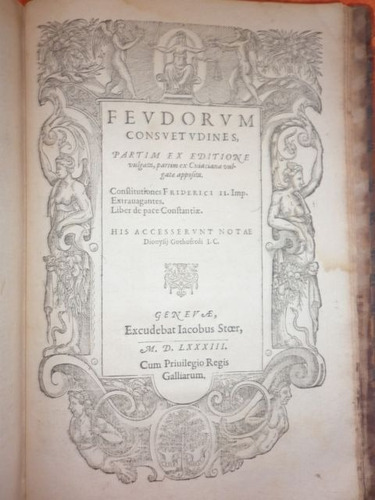 FEVDORVM
CONSVETVDINES,
PARTIM EX EDITIONE
vulgata, partim ex Cuiaciana vul-
gatæ apposita.
Constitutiones FRIDERICI II. Imp.
Extrauagantes.
Liber de pace Constantiæ.
HIS ACCESSERVNT NOTAE
Dionysij Gothofredi I. C.
GENEVÆ,
Excudebat Iacobus Stœr,
M. D. LXXXIII.
Cum Priuilegio Regis
Galliarum.